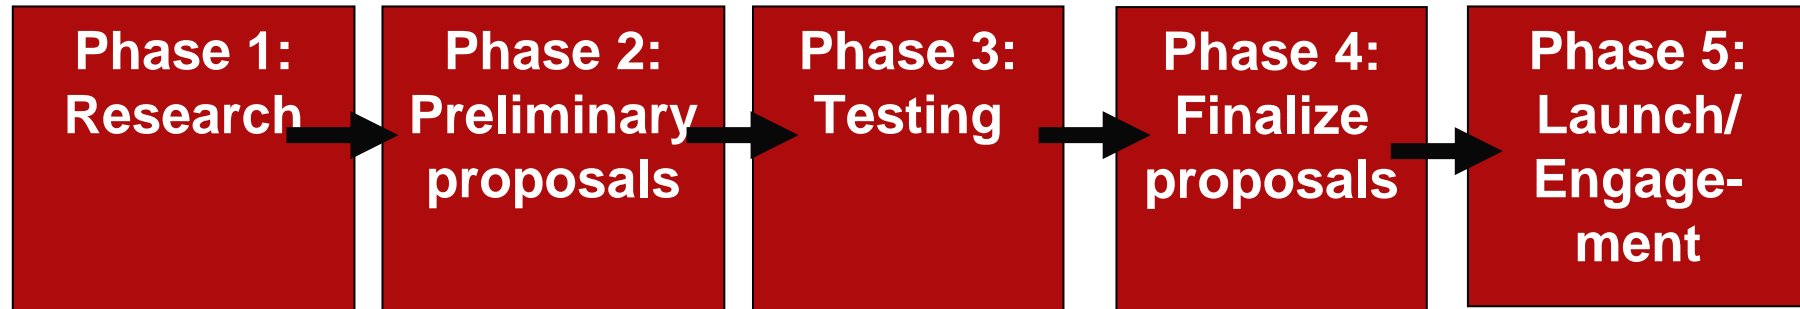 Phase 1:
Research
Phase 2:
Preliminary
proposals
Phase 3:
Testing
Phase 4:
Finalize
proposals
Phase 5:
Launch/
Engage-
ment